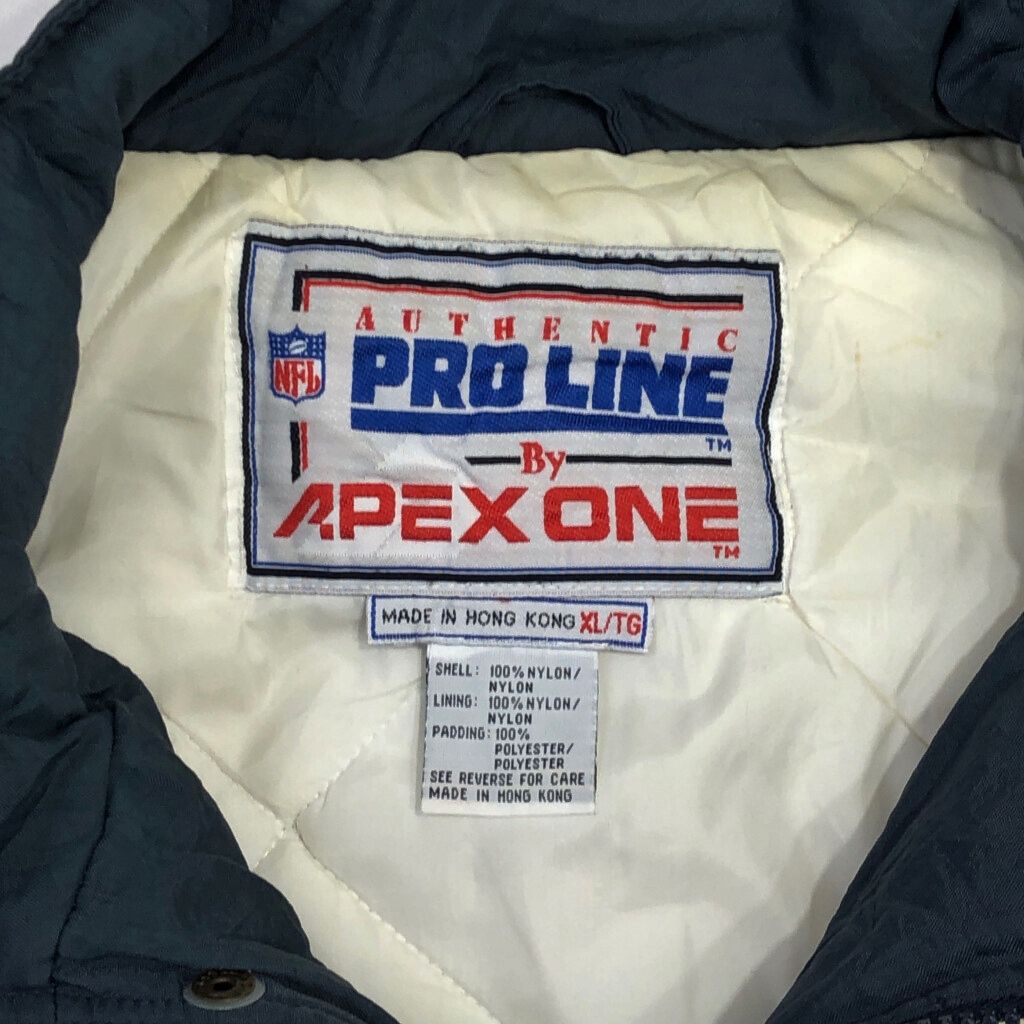 AUTHENTIC
NFL
PRO LINE
TM
By
APEX ONE
TM
MADE IN HONG KONG XL/TG
SHELL: 100% NYLON/
NYLON
LINING: 100% NYLON/
NYLON
PADDING: 100%
POLYESTER/
POLYESTER
SEE REVERSE FOR CARE
MADE IN HONG KONG